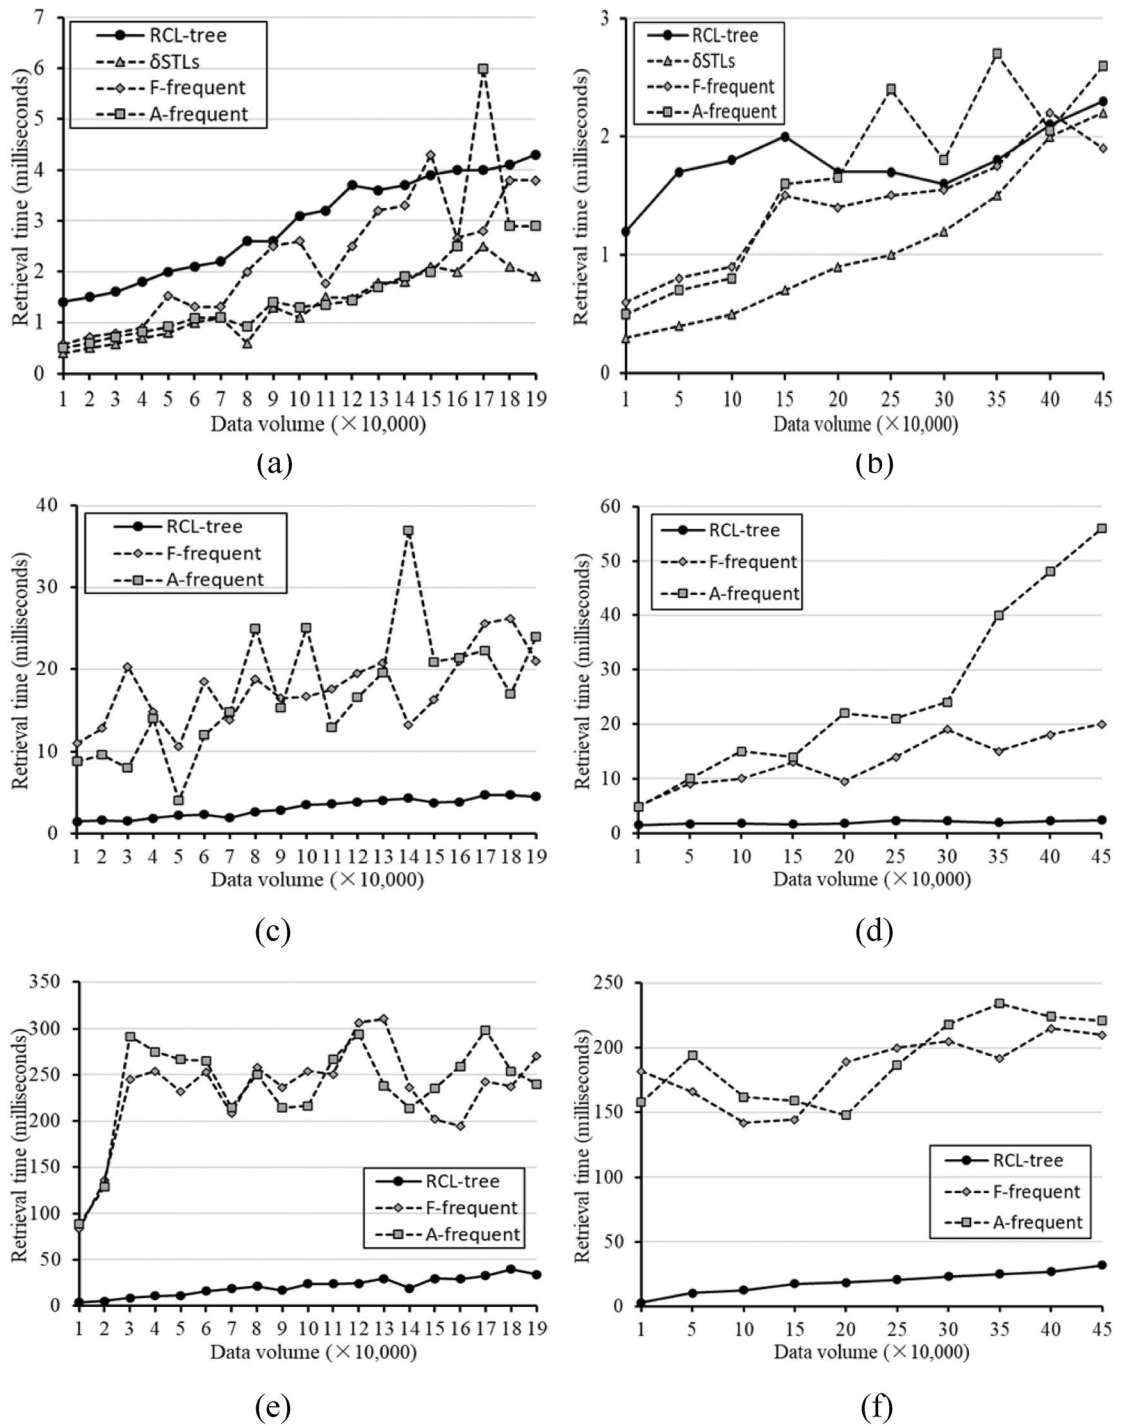 7
6
5
4
3
2
1
0
Retrieval time (milliseconds)
RCL-tree
δSTLs
F-frequent
A-frequent
1 2 3 4 5 6 7 8 9 10 11 12 13 14 15 16 17 18 19
Data volume (×10,000)
(a)
3
2
1
0
Retrieval time (milliseconds)
RCL-tree
δSTLs
F-frequent
A-frequent
1 5 10 15 20 25 30 35 40 45
Data volume (×10,000)
(b)
40
30
20
10
0
Retrieval time (milliseconds)
RCL-tree
F-frequent
A-frequent
1 2 3 4 5 6 7 8 9 10 11 12 13 14 15 16 17 18 19
Data volume (×10,000)
(c)
60
50
40
30
20
10
0
Retrieval time (milliseconds)
RCL-tree
F-frequent
A-frequent
1 5 10 15 20 25 30 35 40 45
Data volume (×10,000)
(d)
350
300
250
200
150
100
50
0
Retrieval time (milliseconds)
RCL-tree
F-frequent
A-frequent
1 2 3 4 5 6 7 8 9 10 11 12 13 14 15 16 17 18 19
Data volume (×10,000)
(e)
250
200
150
100
50
0
Retrieval time (milliseconds)
RCL-tree
F-frequent
A-frequent
1 5 10 15 20 25 30 35 40 45
Data volume (×10,000)
(f)